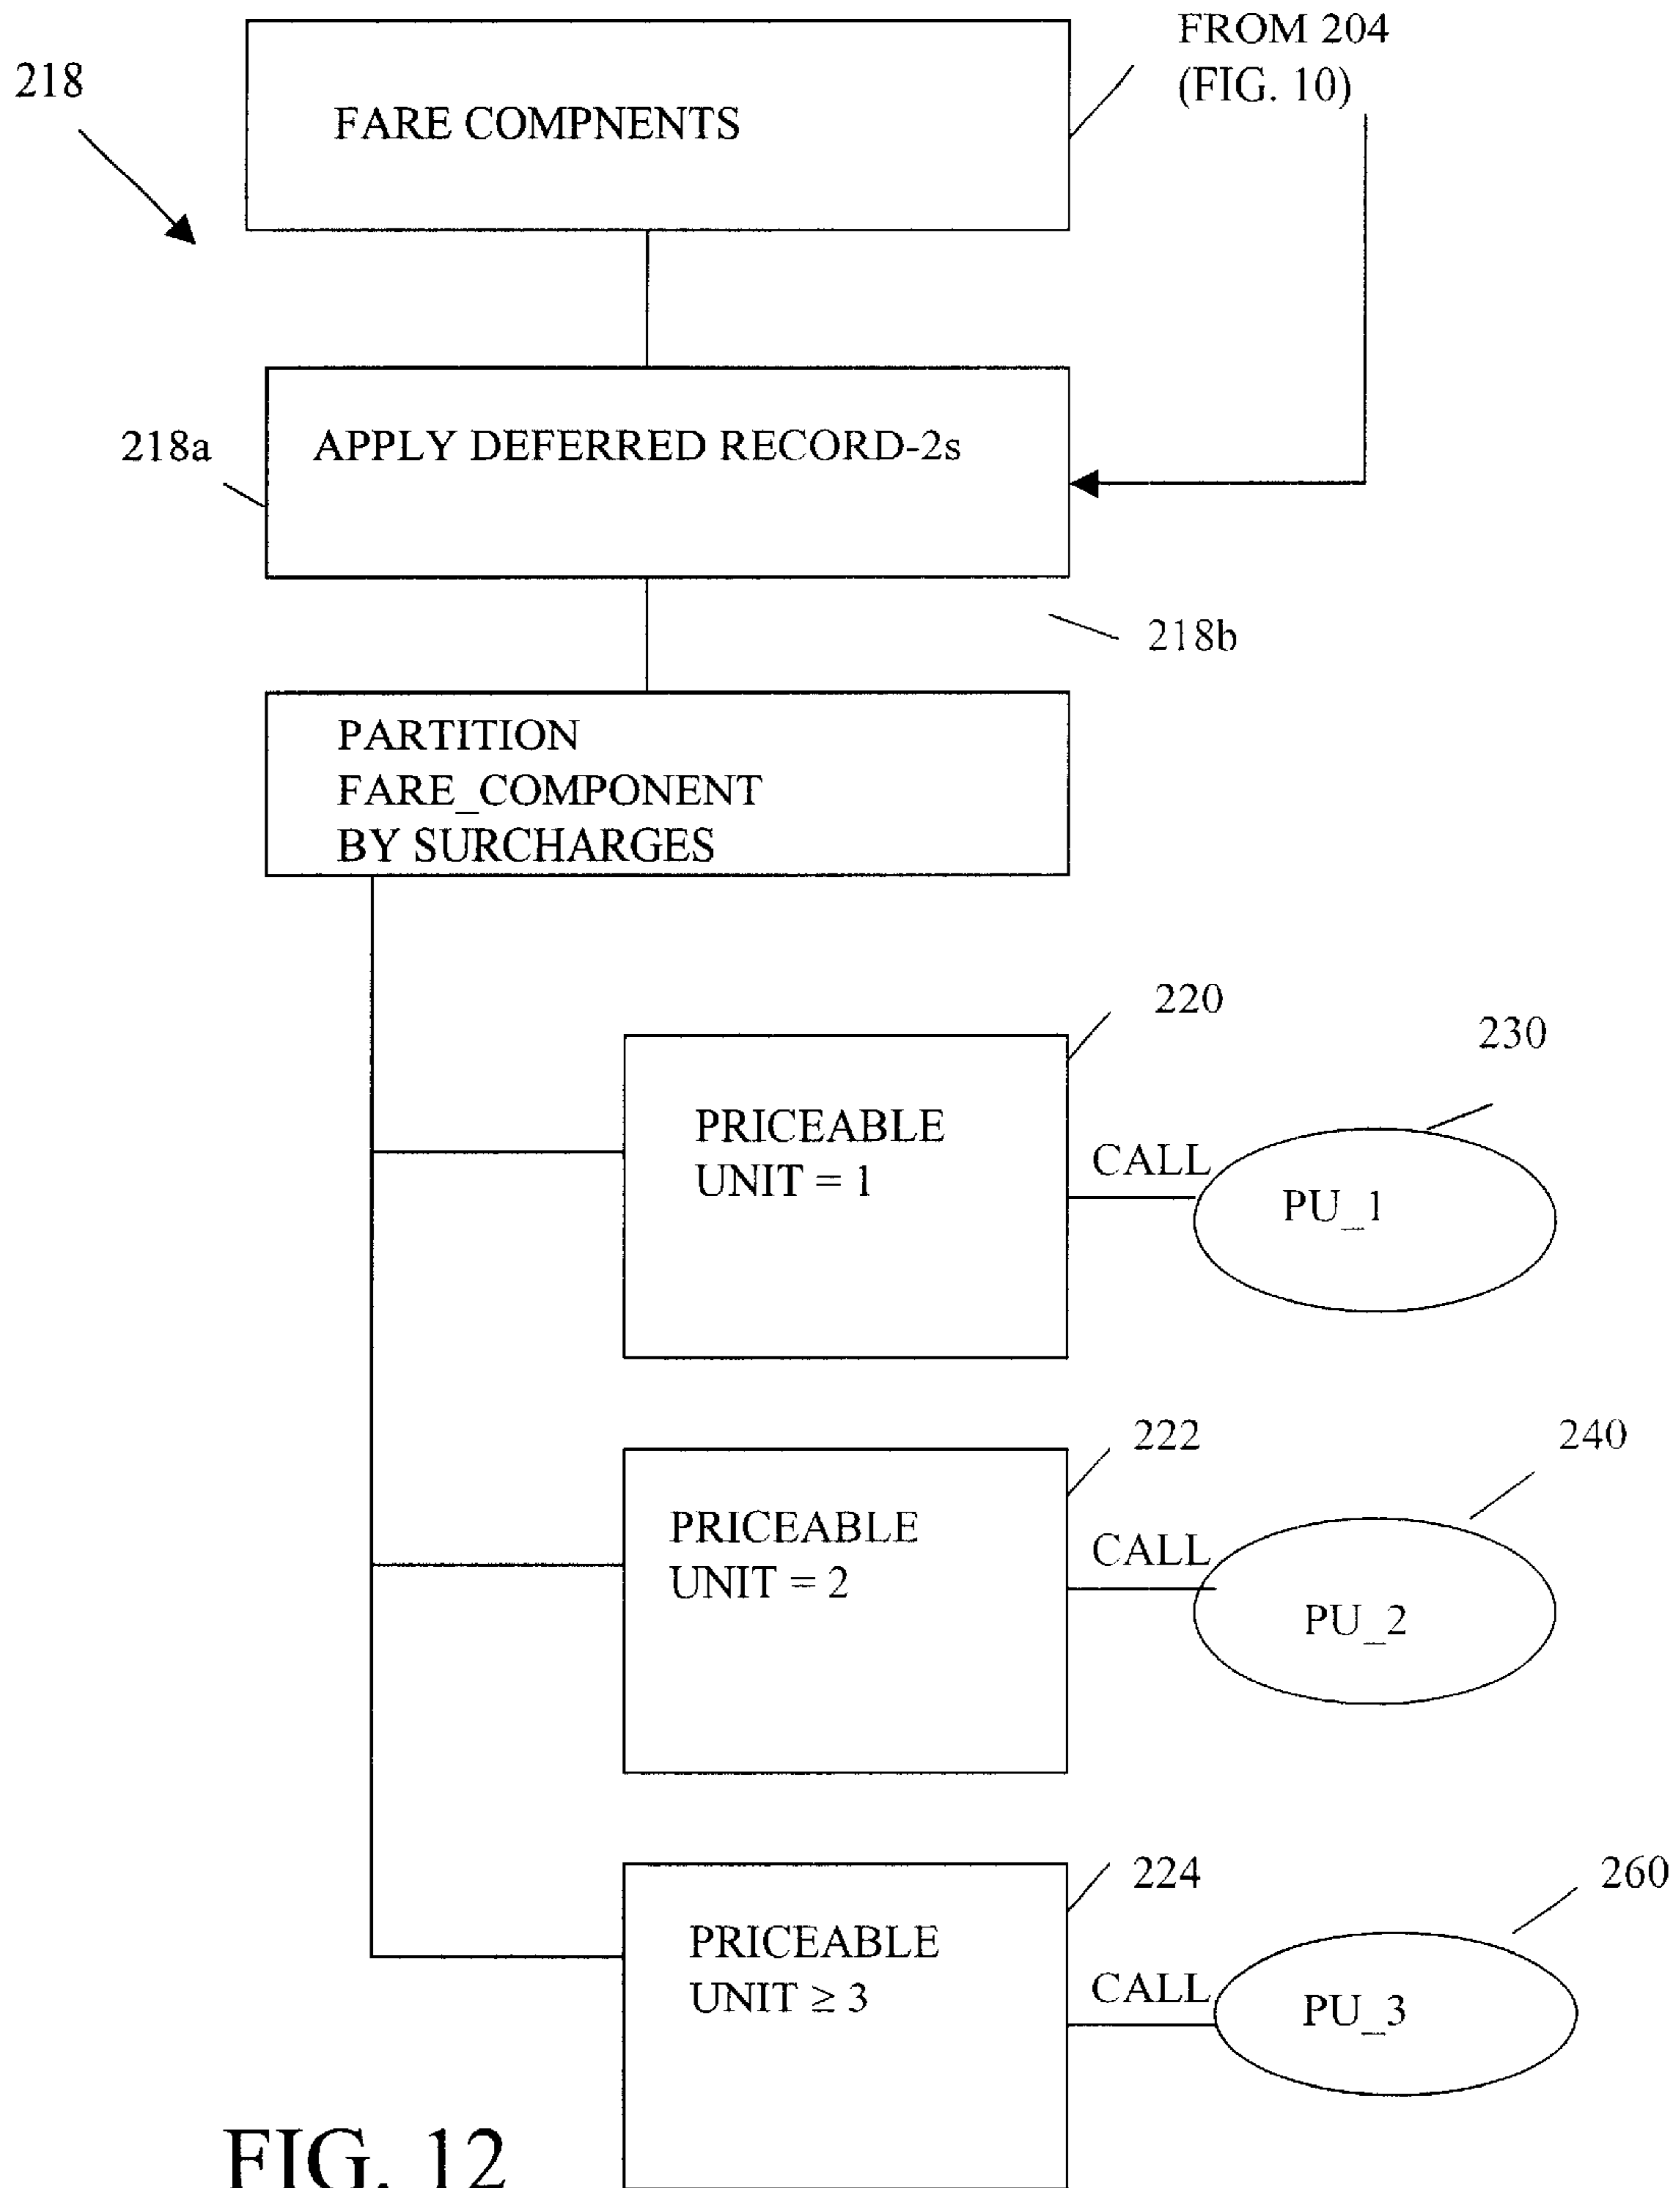 FROM 204
(FIG. 10)
218
FARE COMPNENTS
218a
APPLY DEFERRED RECORD-2s
218b
PARTITION
FARE_COMPONENT
BY SURCHARGES
220
230
PRICEABLE
UNIT = 1
CALL
PU_1
222
240
PRICEABLE
UNIT = 2
CALL
PU_2
224
260
PRICEABLE
UNIT ≥ 3
CALL
PU_3
FIG. 12